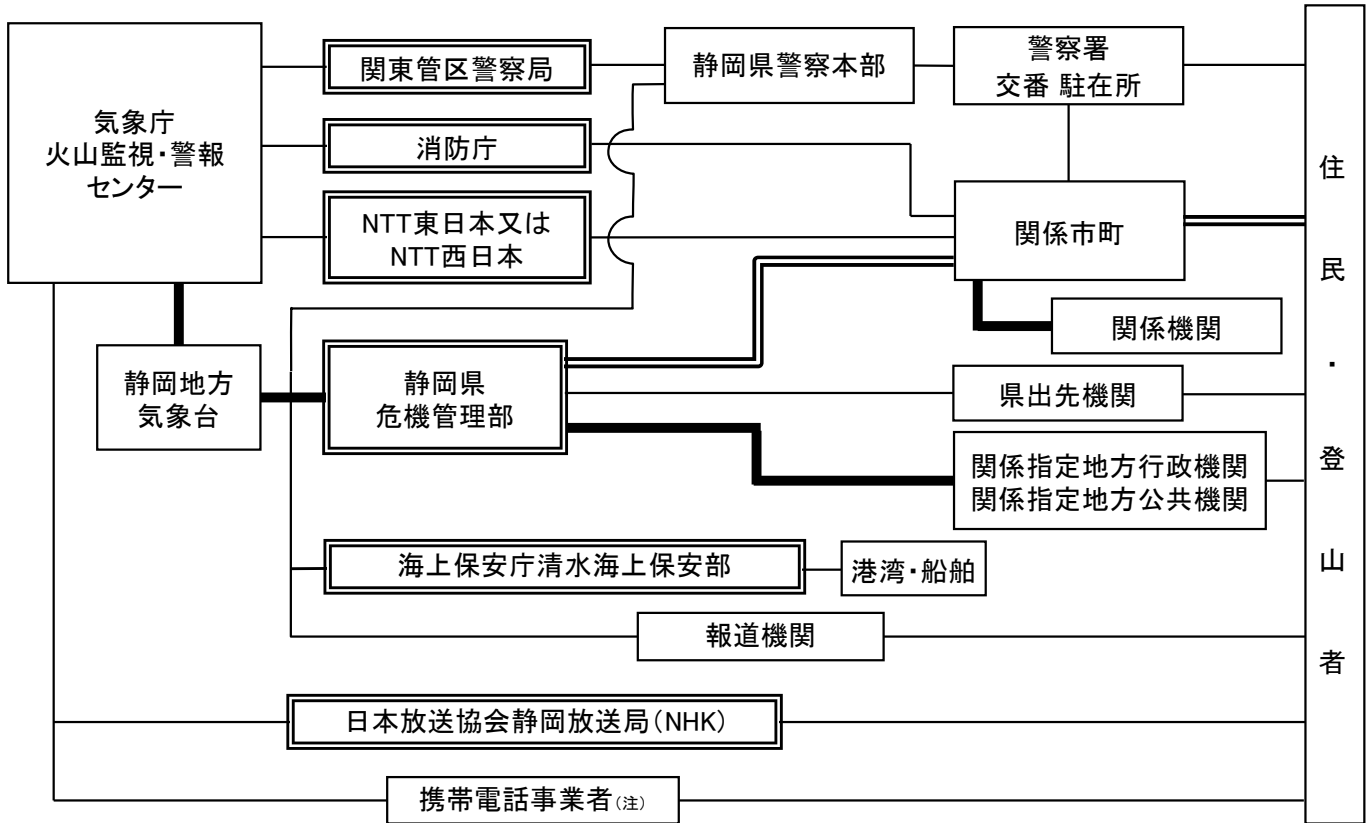 気象庁
火山監視・警報
センター
関東管区警察局
静岡県警察本部
警察署
交番 駐在所
消防庁
NTT東日本又は
NTT西日本
関係市町
関係機関
静岡地方
気象台
静岡県
危機管理部
県出先機関
関係指定地方行政機関
関係指定地方公共機関
海上保安庁清水海上保安部
港湾・船舶
報道機関
日本放送協会静岡放送局(NHK)
携帯電話事業者(注)
住民・登山者